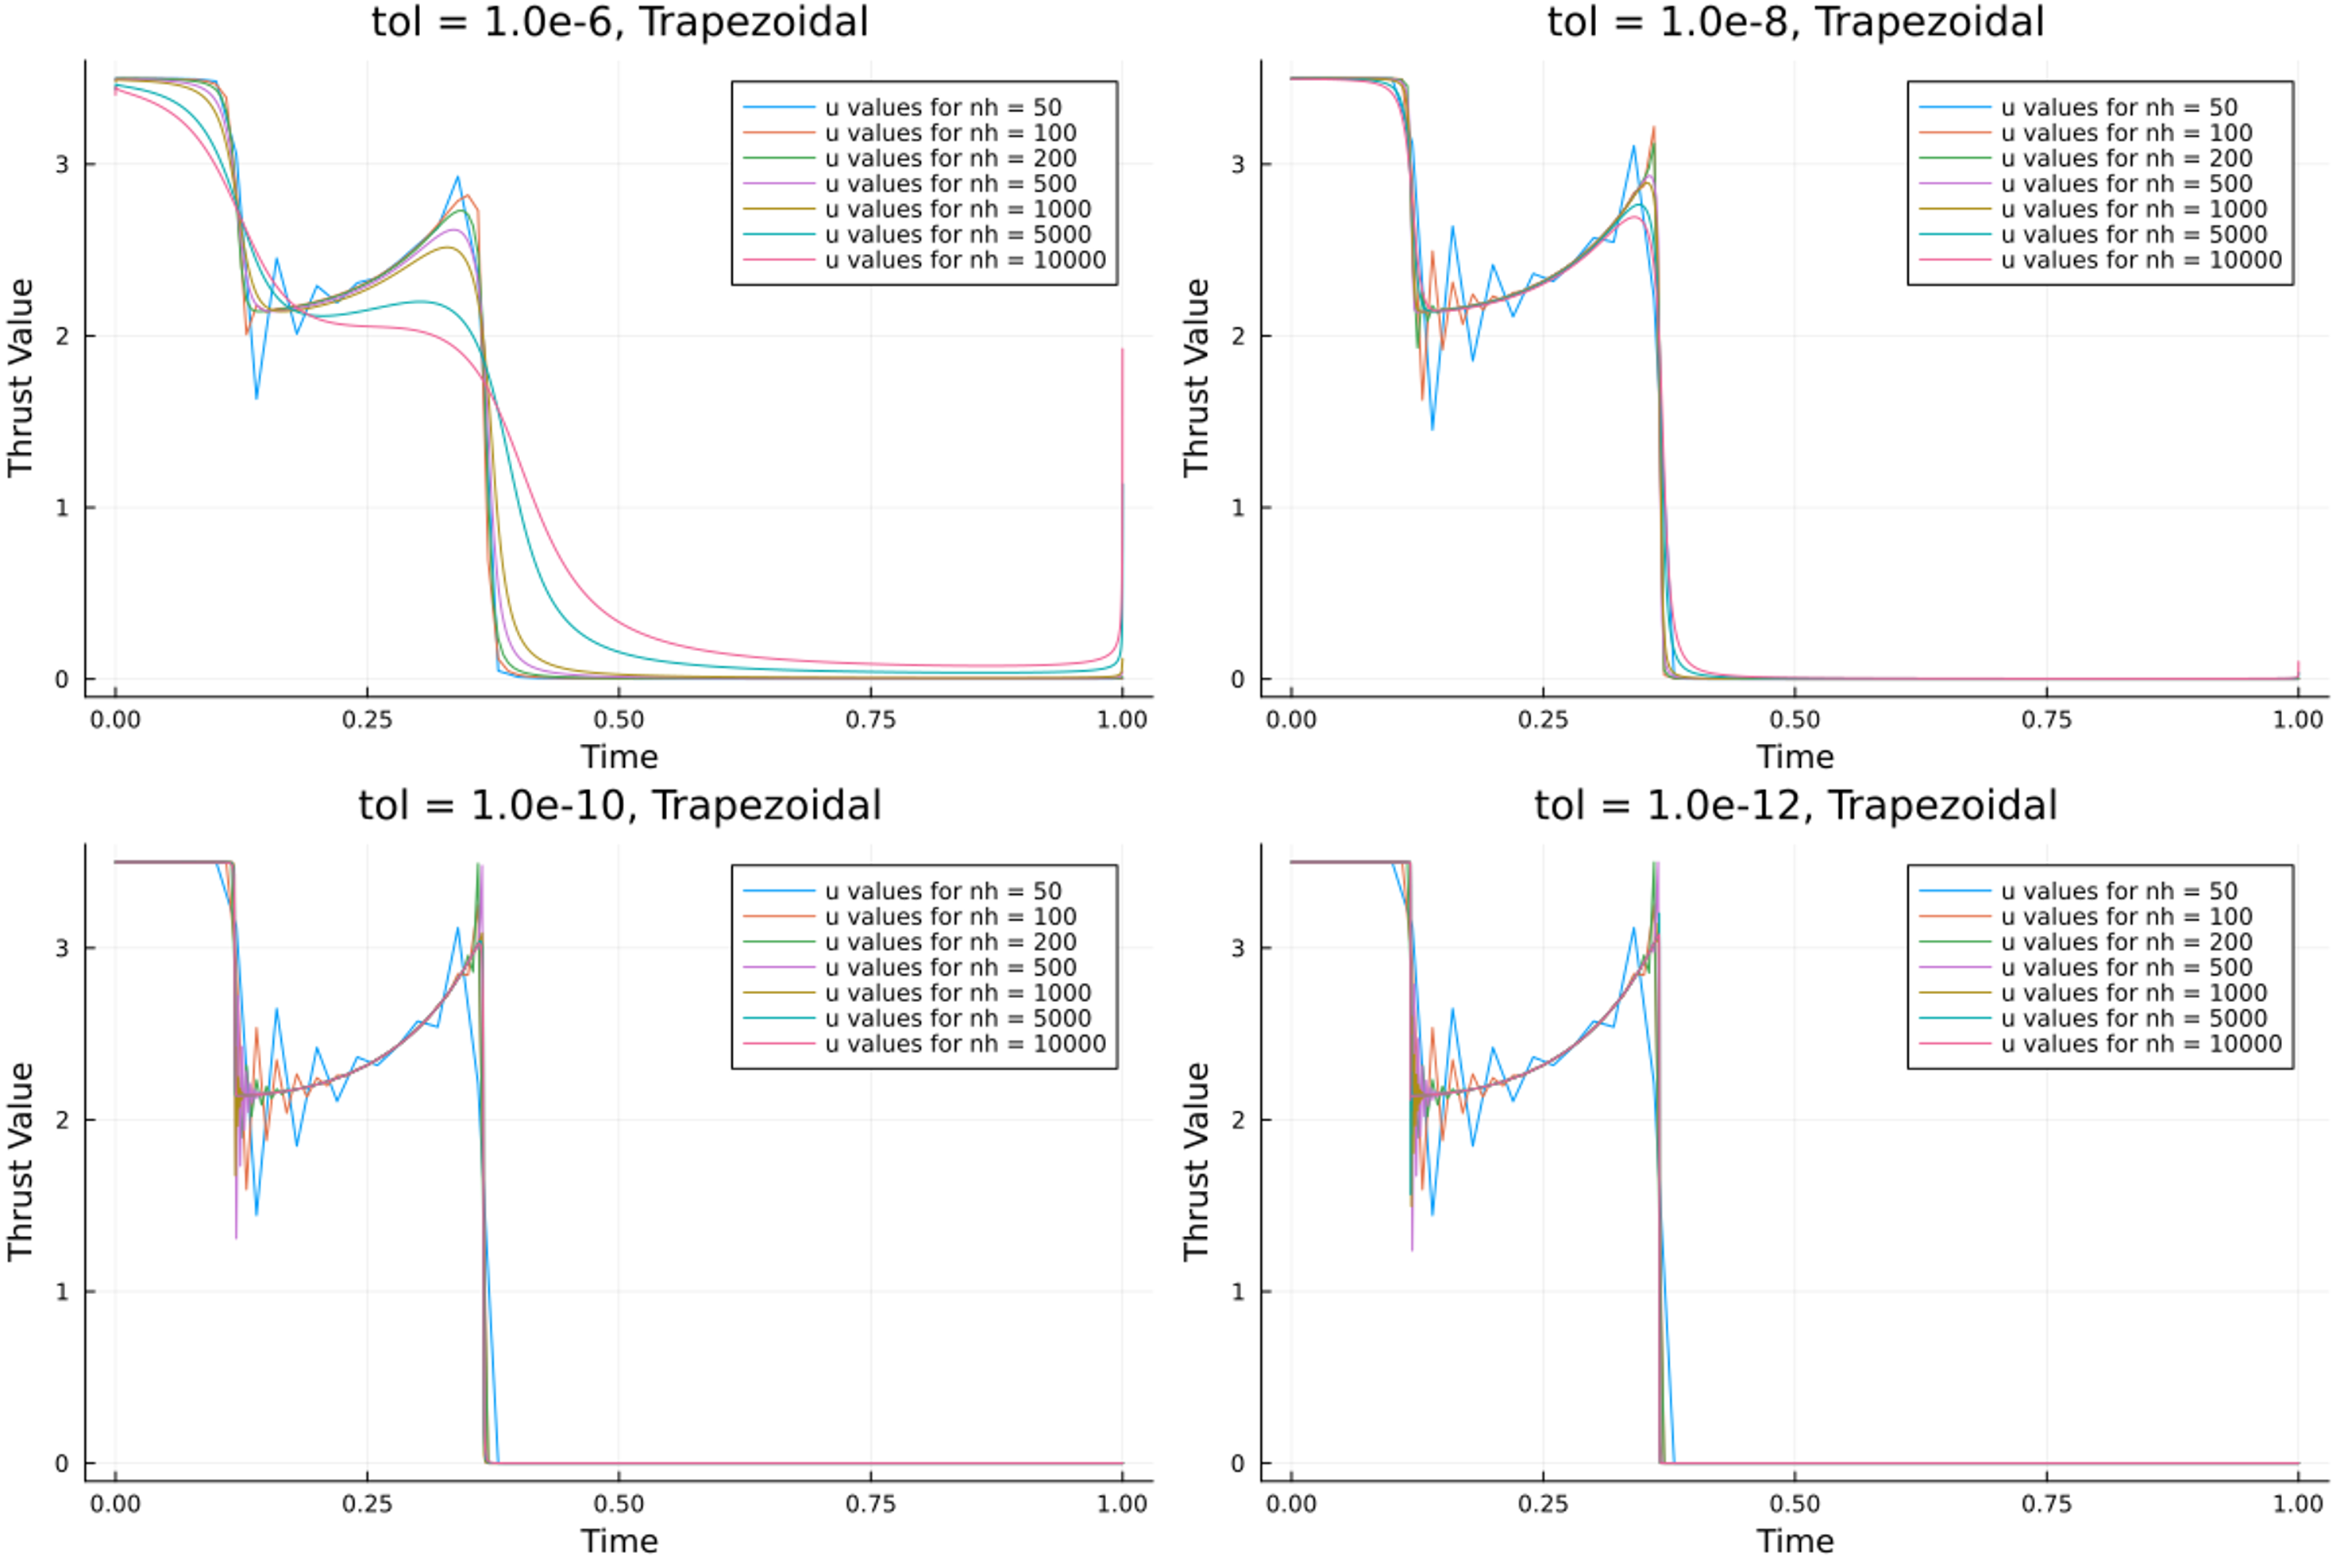 tol = 1.0e-6, Trapezoidal
Thrust Value
3
2
1
0
u values for nh = 50
u values for nh = 100
u values for nh = 200
u values for nh = 500
u values for nh = 1000
u values for nh = 5000
u values for nh = 10000
0.00 0.25 0.50 0.75 1.00
Time
tol = 1.0e-8, Trapezoidal
Thrust Value
3
2
1
0
u values for nh = 50
u values for nh = 100
u values for nh = 200
u values for nh = 500
u values for nh = 1000
u values for nh = 5000
u values for nh = 10000
0.00 0.25 0.50 0.75 1.00
Time
tol = 1.0e-10, Trapezoidal
Thrust Value
3
2
1
0
u values for nh = 50
u values for nh = 100
u values for nh = 200
u values for nh = 500
u values for nh = 1000
u values for nh = 5000
u values for nh = 10000
0.00 0.25 0.50 0.75 1.00
Time
tol = 1.0e-12, Trapezoidal
Thrust Value
3
2
1
0
u values for nh = 50
u values for nh = 100
u values for nh = 200
u values for nh = 500
u values for nh = 1000
u values for nh = 5000
u values for nh = 10000
0.00 0.25 0.50 0.75 1.00
Time